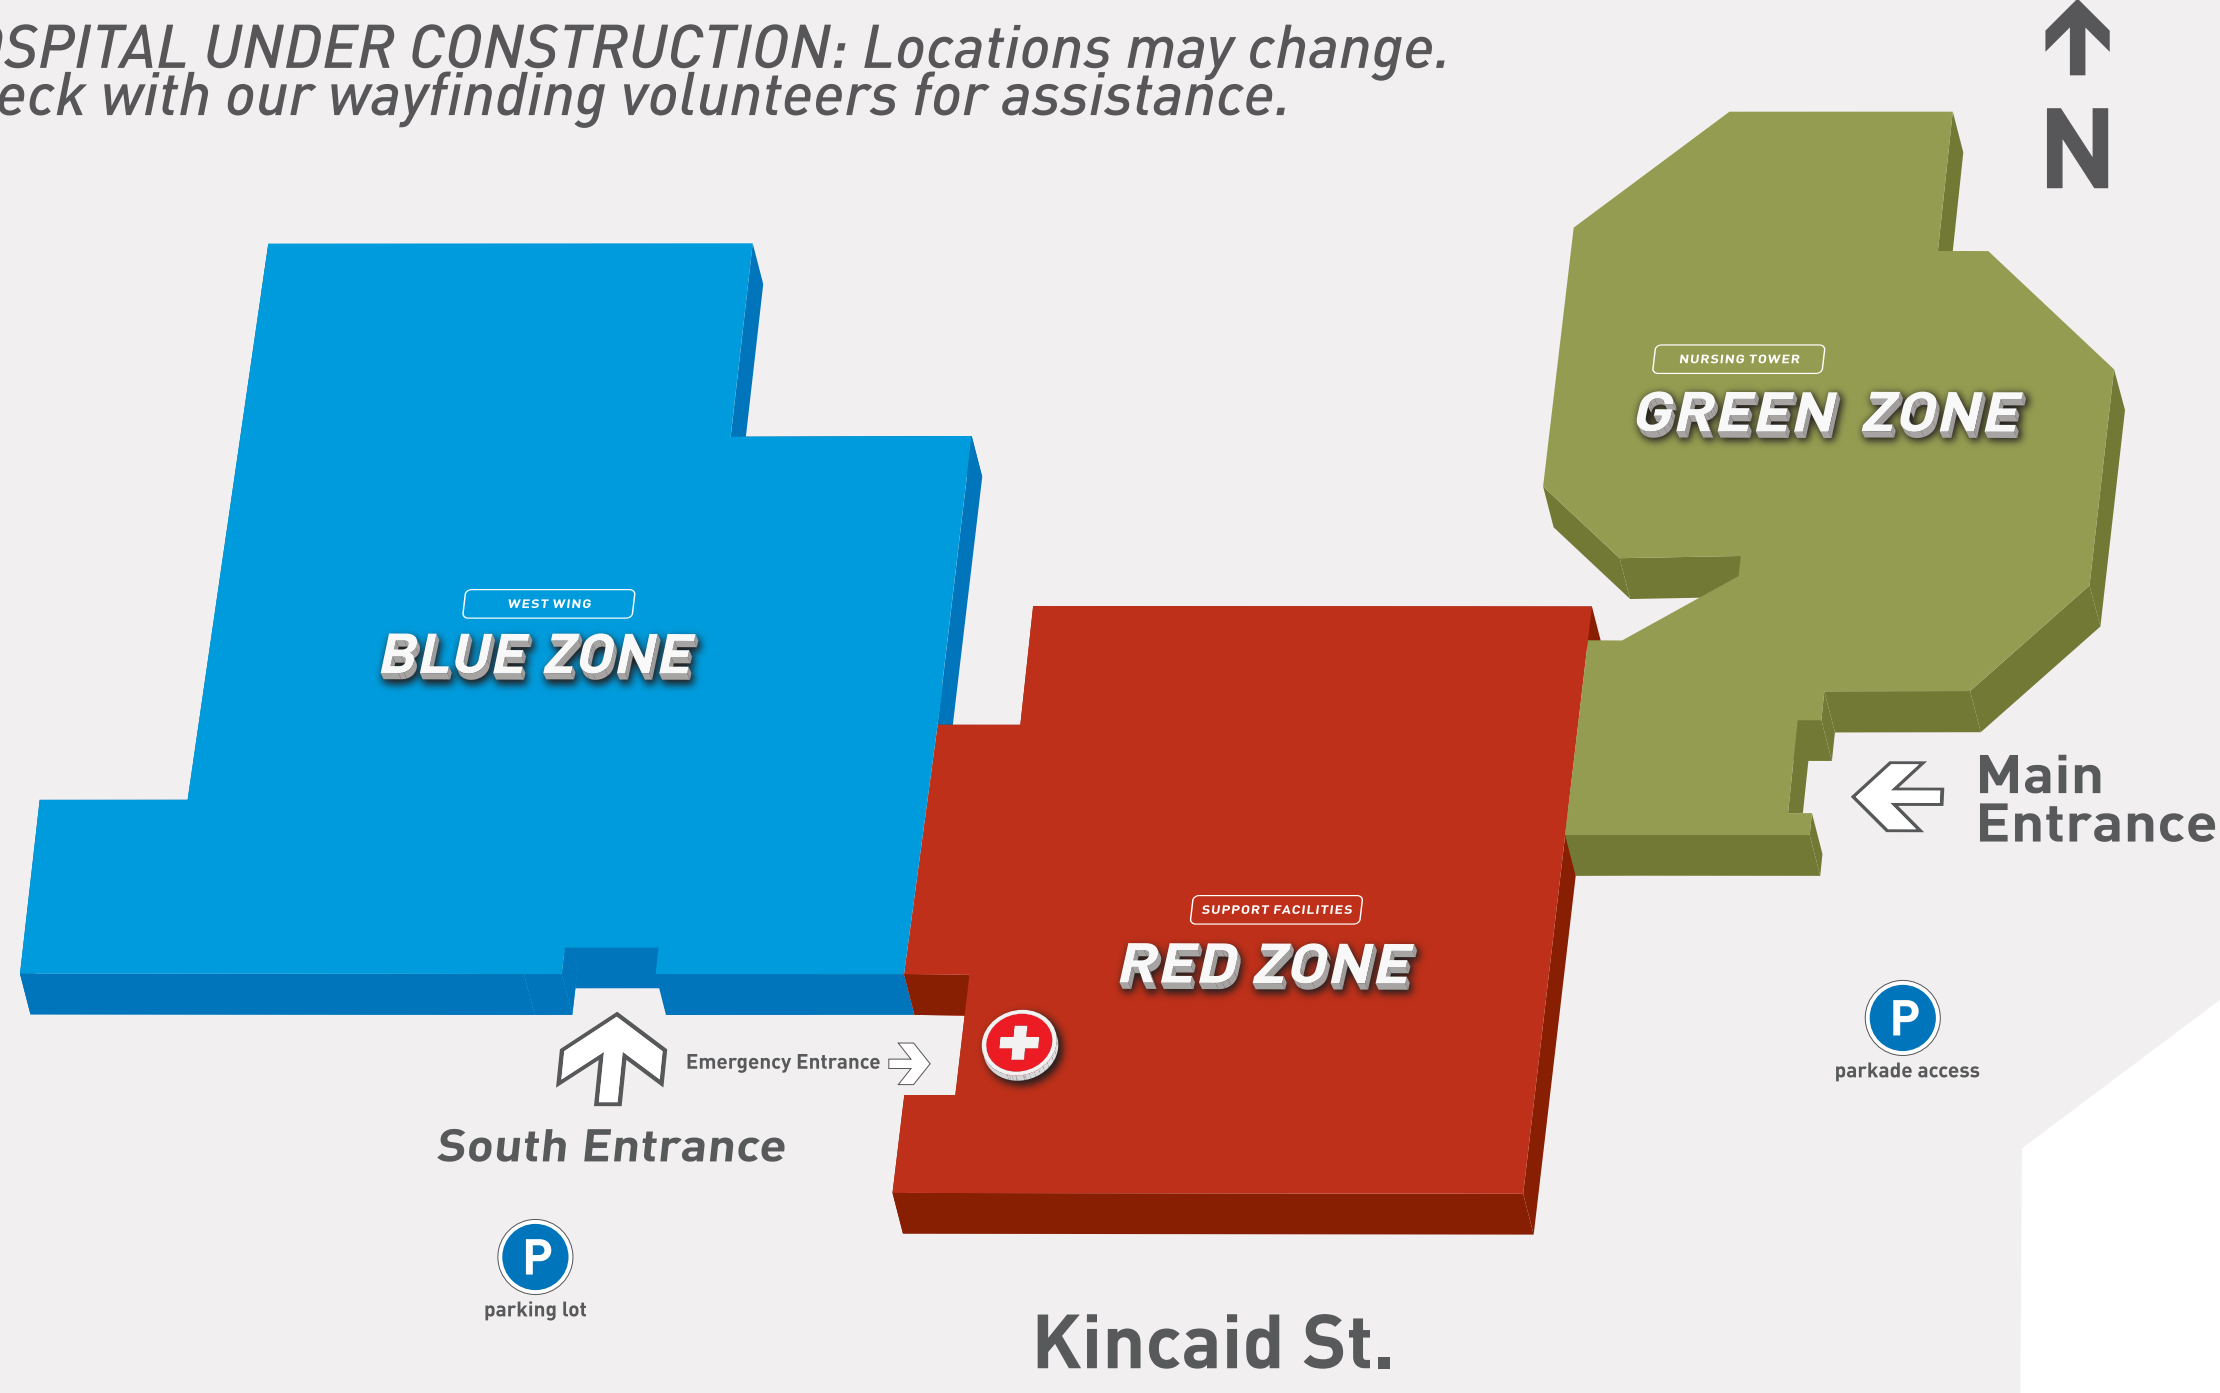 OSPITAL UNDER CONSTRUCTION: Locations may change.
eck with our wayfinding volunteers for assistance.
N
NURSING TOWER
GREEN ZONE
WEST WING
BLUE ZONE
Main
Entrance
SUPPORT FACILITIES
RED ZONE
Emergency Entrance
P
parkade access
South Entrance
P
parking lot
Kincaid St.